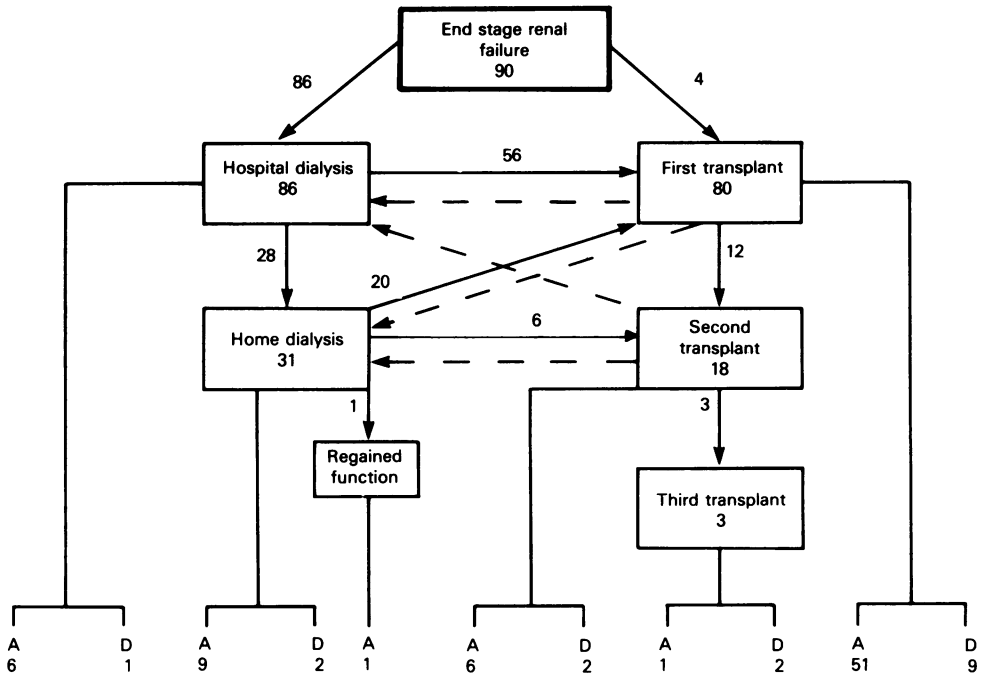 End stage renal
failure
90
86
4
Hospital dialysis
86
56
First transplant
80
28
20
12
Home dialysis
31
6
Second
transplant
18
1
3
Regained
function
Third transplant
3
A D A D A A D A D A D
6 1 9 2 1 6 2 1 2 51 9